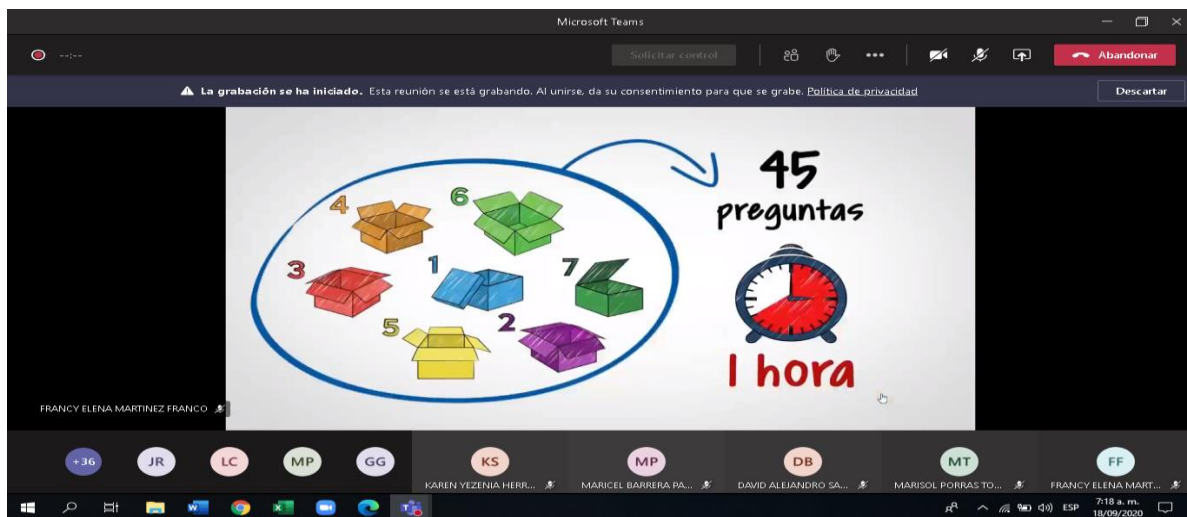 Microsoft Teams
--:--
Solicitar control
Abandonar
La grabación se ha iniciado. Esta reunión se está grabando. Al unirse, da su consentimiento para que se grabe. Política de privacidad
Descartar
45
preguntas
4
6
3
1
7
5
2
1 hora
FRANCY ELENA MARTINEZ FRANCO
+36
JR
LC
MP
GG
KS
MP
DB
MT
FF
KAREN YEZENIA HERR...
MARICEL BARRERA PA...
DAVID ALEJANDRO SA...
MARISOL PORRAS TO...
FRANCY ELENA MART...
ESP
7:18 a. m.
18/09/2020